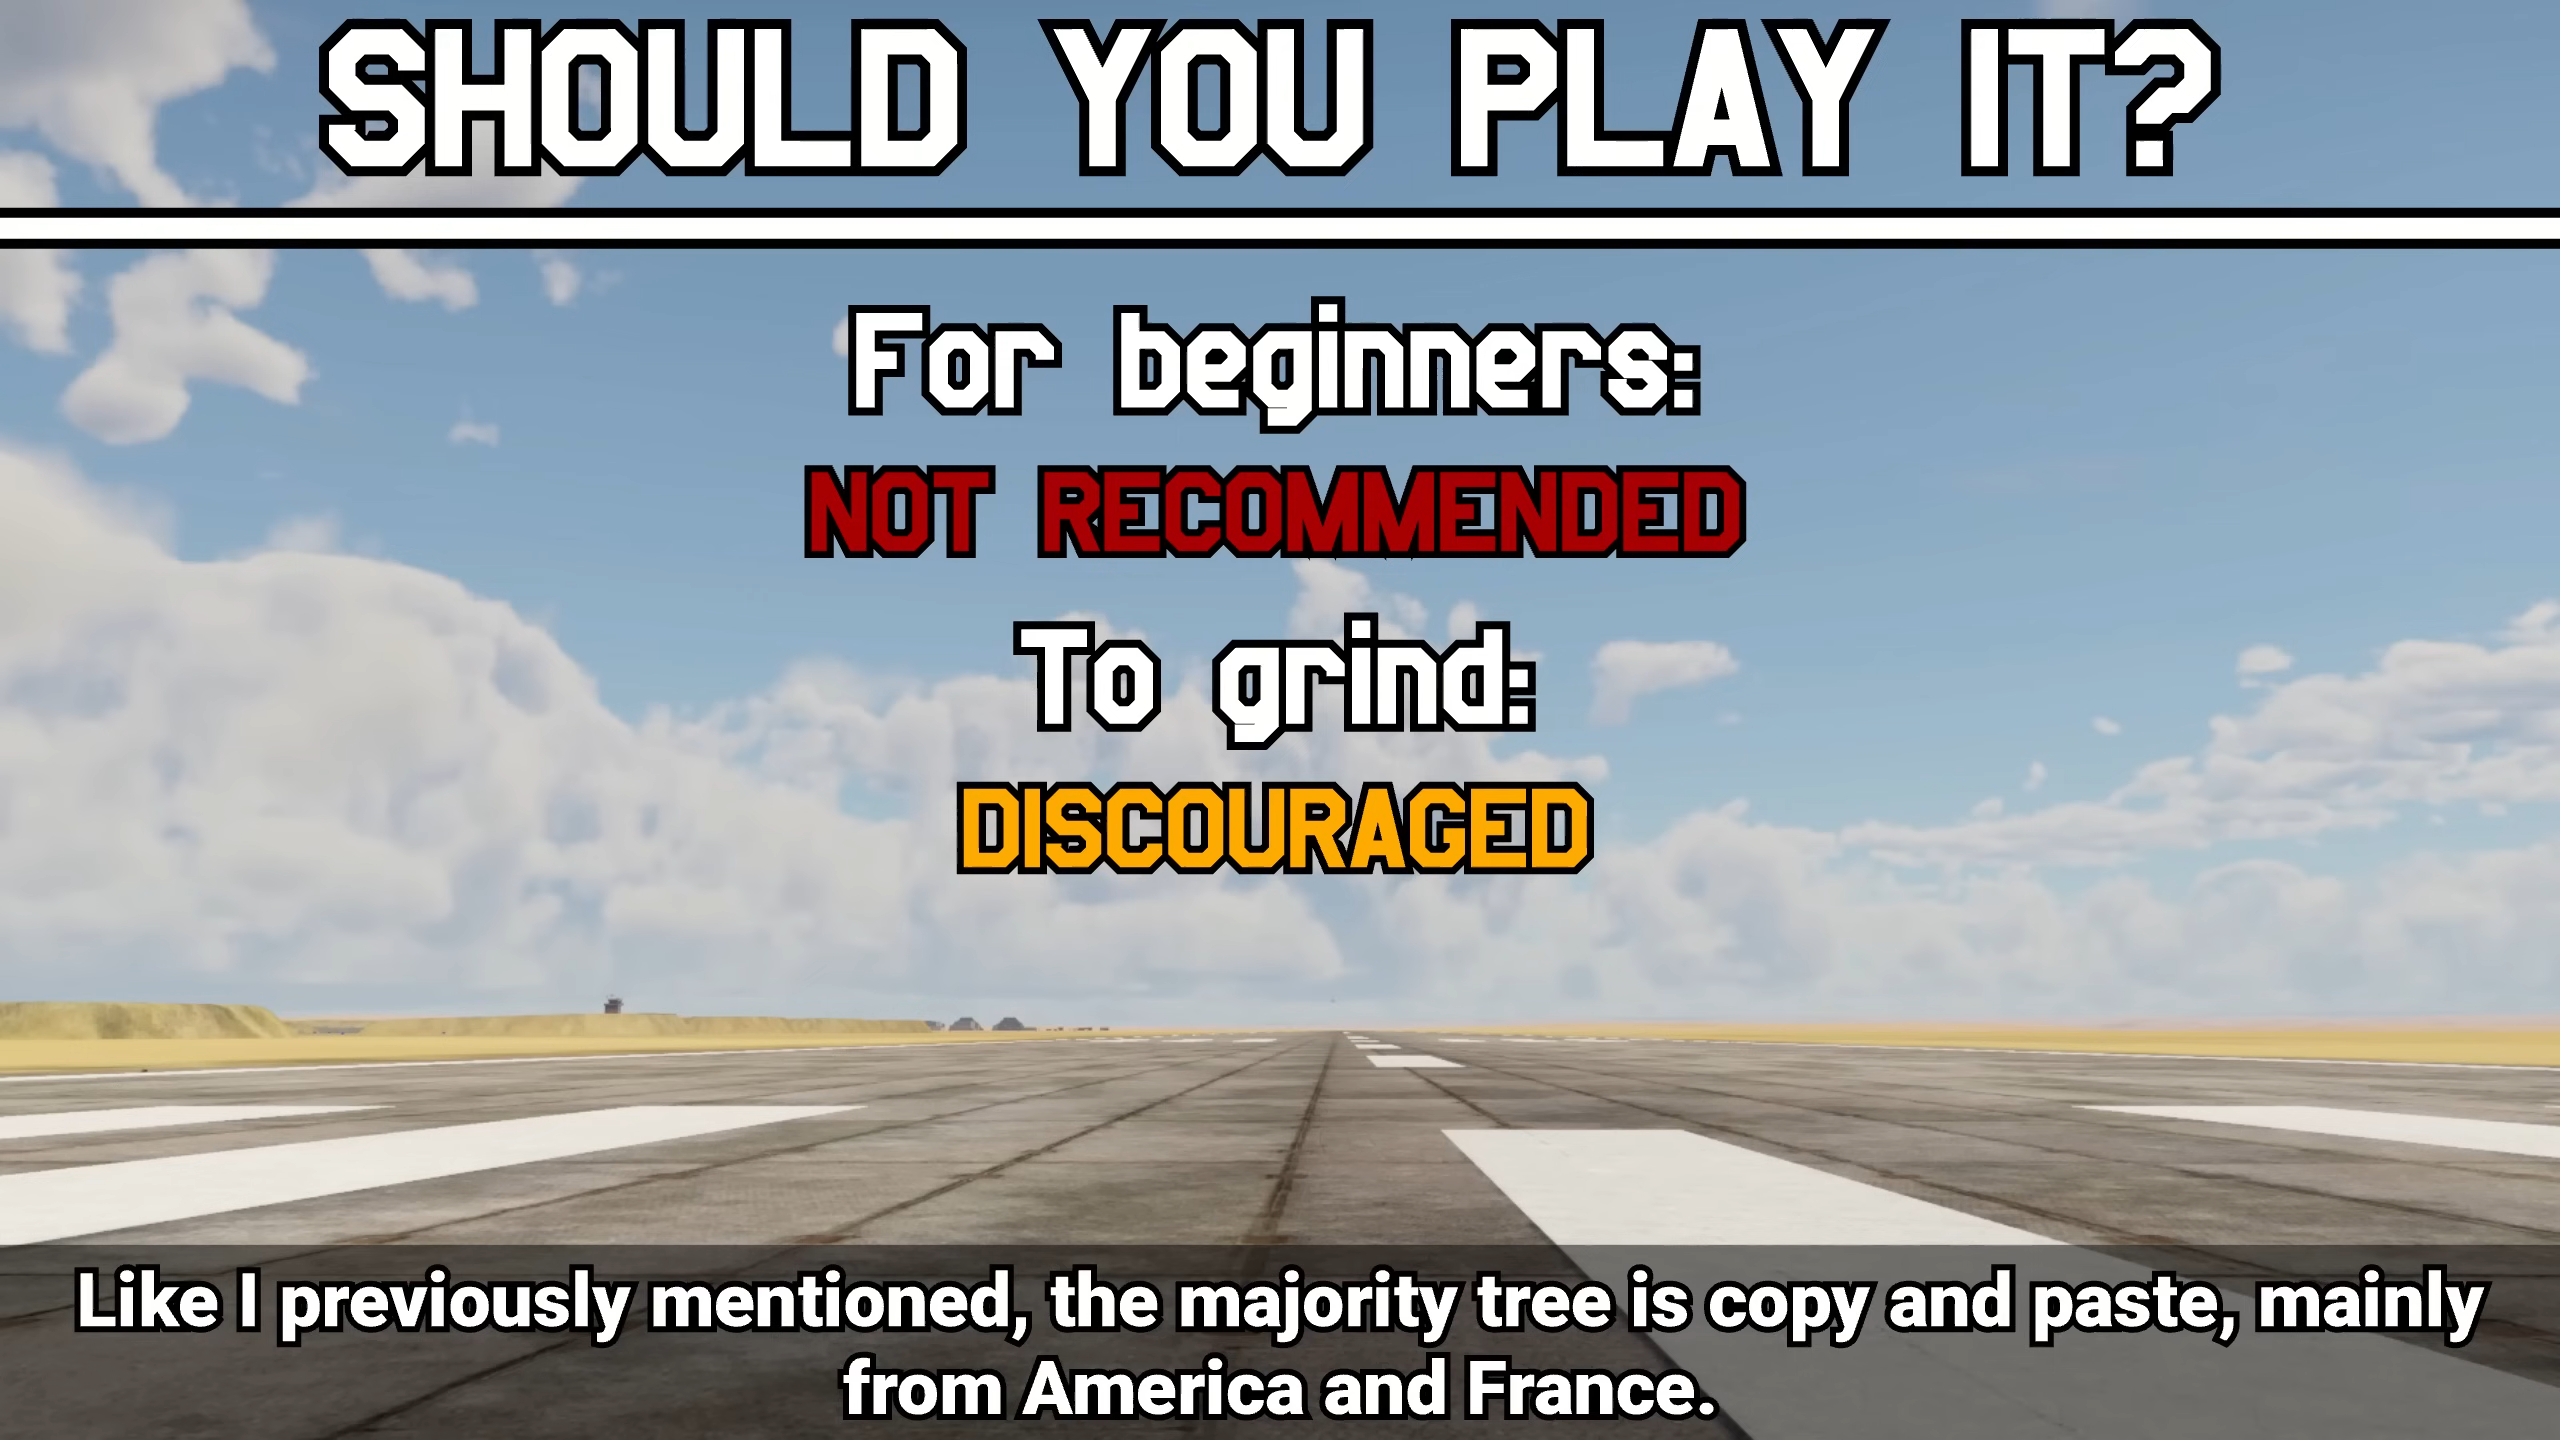 SHOULD YOU PLAY IT?
For beginners:
NOT RECOMMENDED
To grind:
DISCOURAGED
Like I previously mentioned, the majority tree is copy and paste, mainly
from America and France.